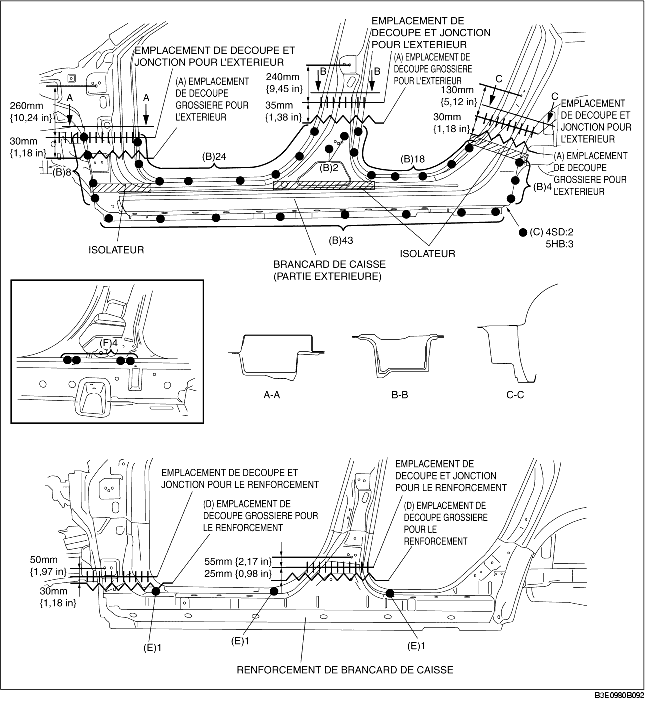 EMPLACEMENT DE DECOUPE ET
JONCTION POUR L'EXTERIEUR
EMPLACEMENT DE
DECOUPE ET JONCTION
POUR L'EXTERIEUR
(A) EMPLACEMENT
DE DECOUPE
GROSSIERE POUR
L'EXTERIEUR
(A) EMPLACEMENT
DE DECOUPE
GROSSIERE POUR
L'EXTERIEUR
EMPLACEMENT
DE DECOUPE ET
JONCTION POUR
L'EXTERIEUR
(A) EMPLACEMENT
DE DECOUPE
GROSSIERE POUR
L'EXTERIEUR
260mm
{10,24 in}
30mm
{1,18 in}
A
A
240mm
{9,45 in}
35mm
{1,38 in}
B
B
130mm
{5,12 in}
30mm
{1,18 in}
C
C
(B)8
(B)24
(B)2
(B)18
(B)4
(B)43
ISOLATEUR
ISOLATEUR
BRANCARD DE CAISSE
(PARTIE EXTERIEURE)
(C) 4SD:2
5HB:3
(F)4
A-A
B-B
C-C
EMPLACEMENT DE DECOUPE ET
JONCTION POUR LE RENFORCEMENT
(D) EMPLACEMENT DE
DECOUPE GROSSIERE POUR
LE RENFORCEMENT
EMPLACEMENT DE
DECOUPE ET JONCTION
POUR LE RENFORCEMENT
(D) EMPLACEMENT DE
DECOUPE GROSSIERE
POUR LE
RENFORCEMENT
50mm
{1,97 in}
30mm
{1,18 in}
55mm {2,17 in}
25mm {0,98 in}
(E)1
(E)1
(E)1
RENFORCEMENT DE BRANCARD DE CAISSE
B3E0980B092